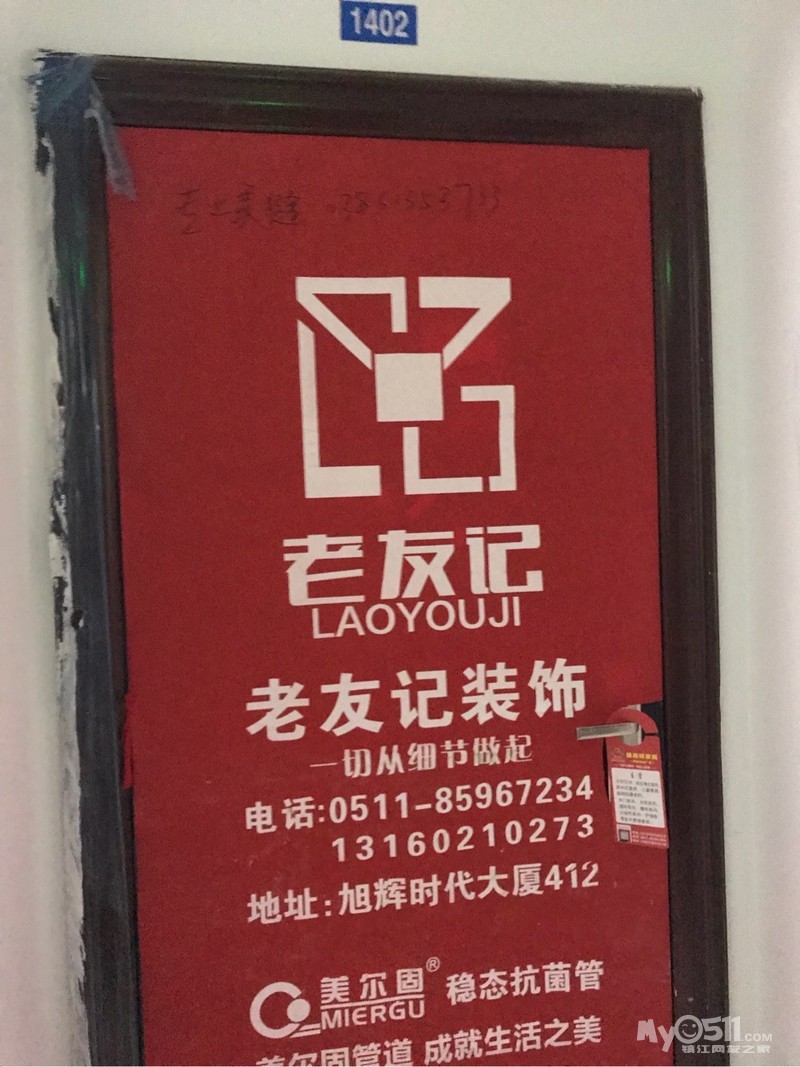 1402
老友记
LAOYOUJI
老友记装饰
一切从细节做起
电话:0511-85967234
13160210273
地址:旭辉时代大厦412
美尔固®
MIERGU
稳态抗菌管
美尔固管道 成就生活之美
My0511.COM
镇江网友之家